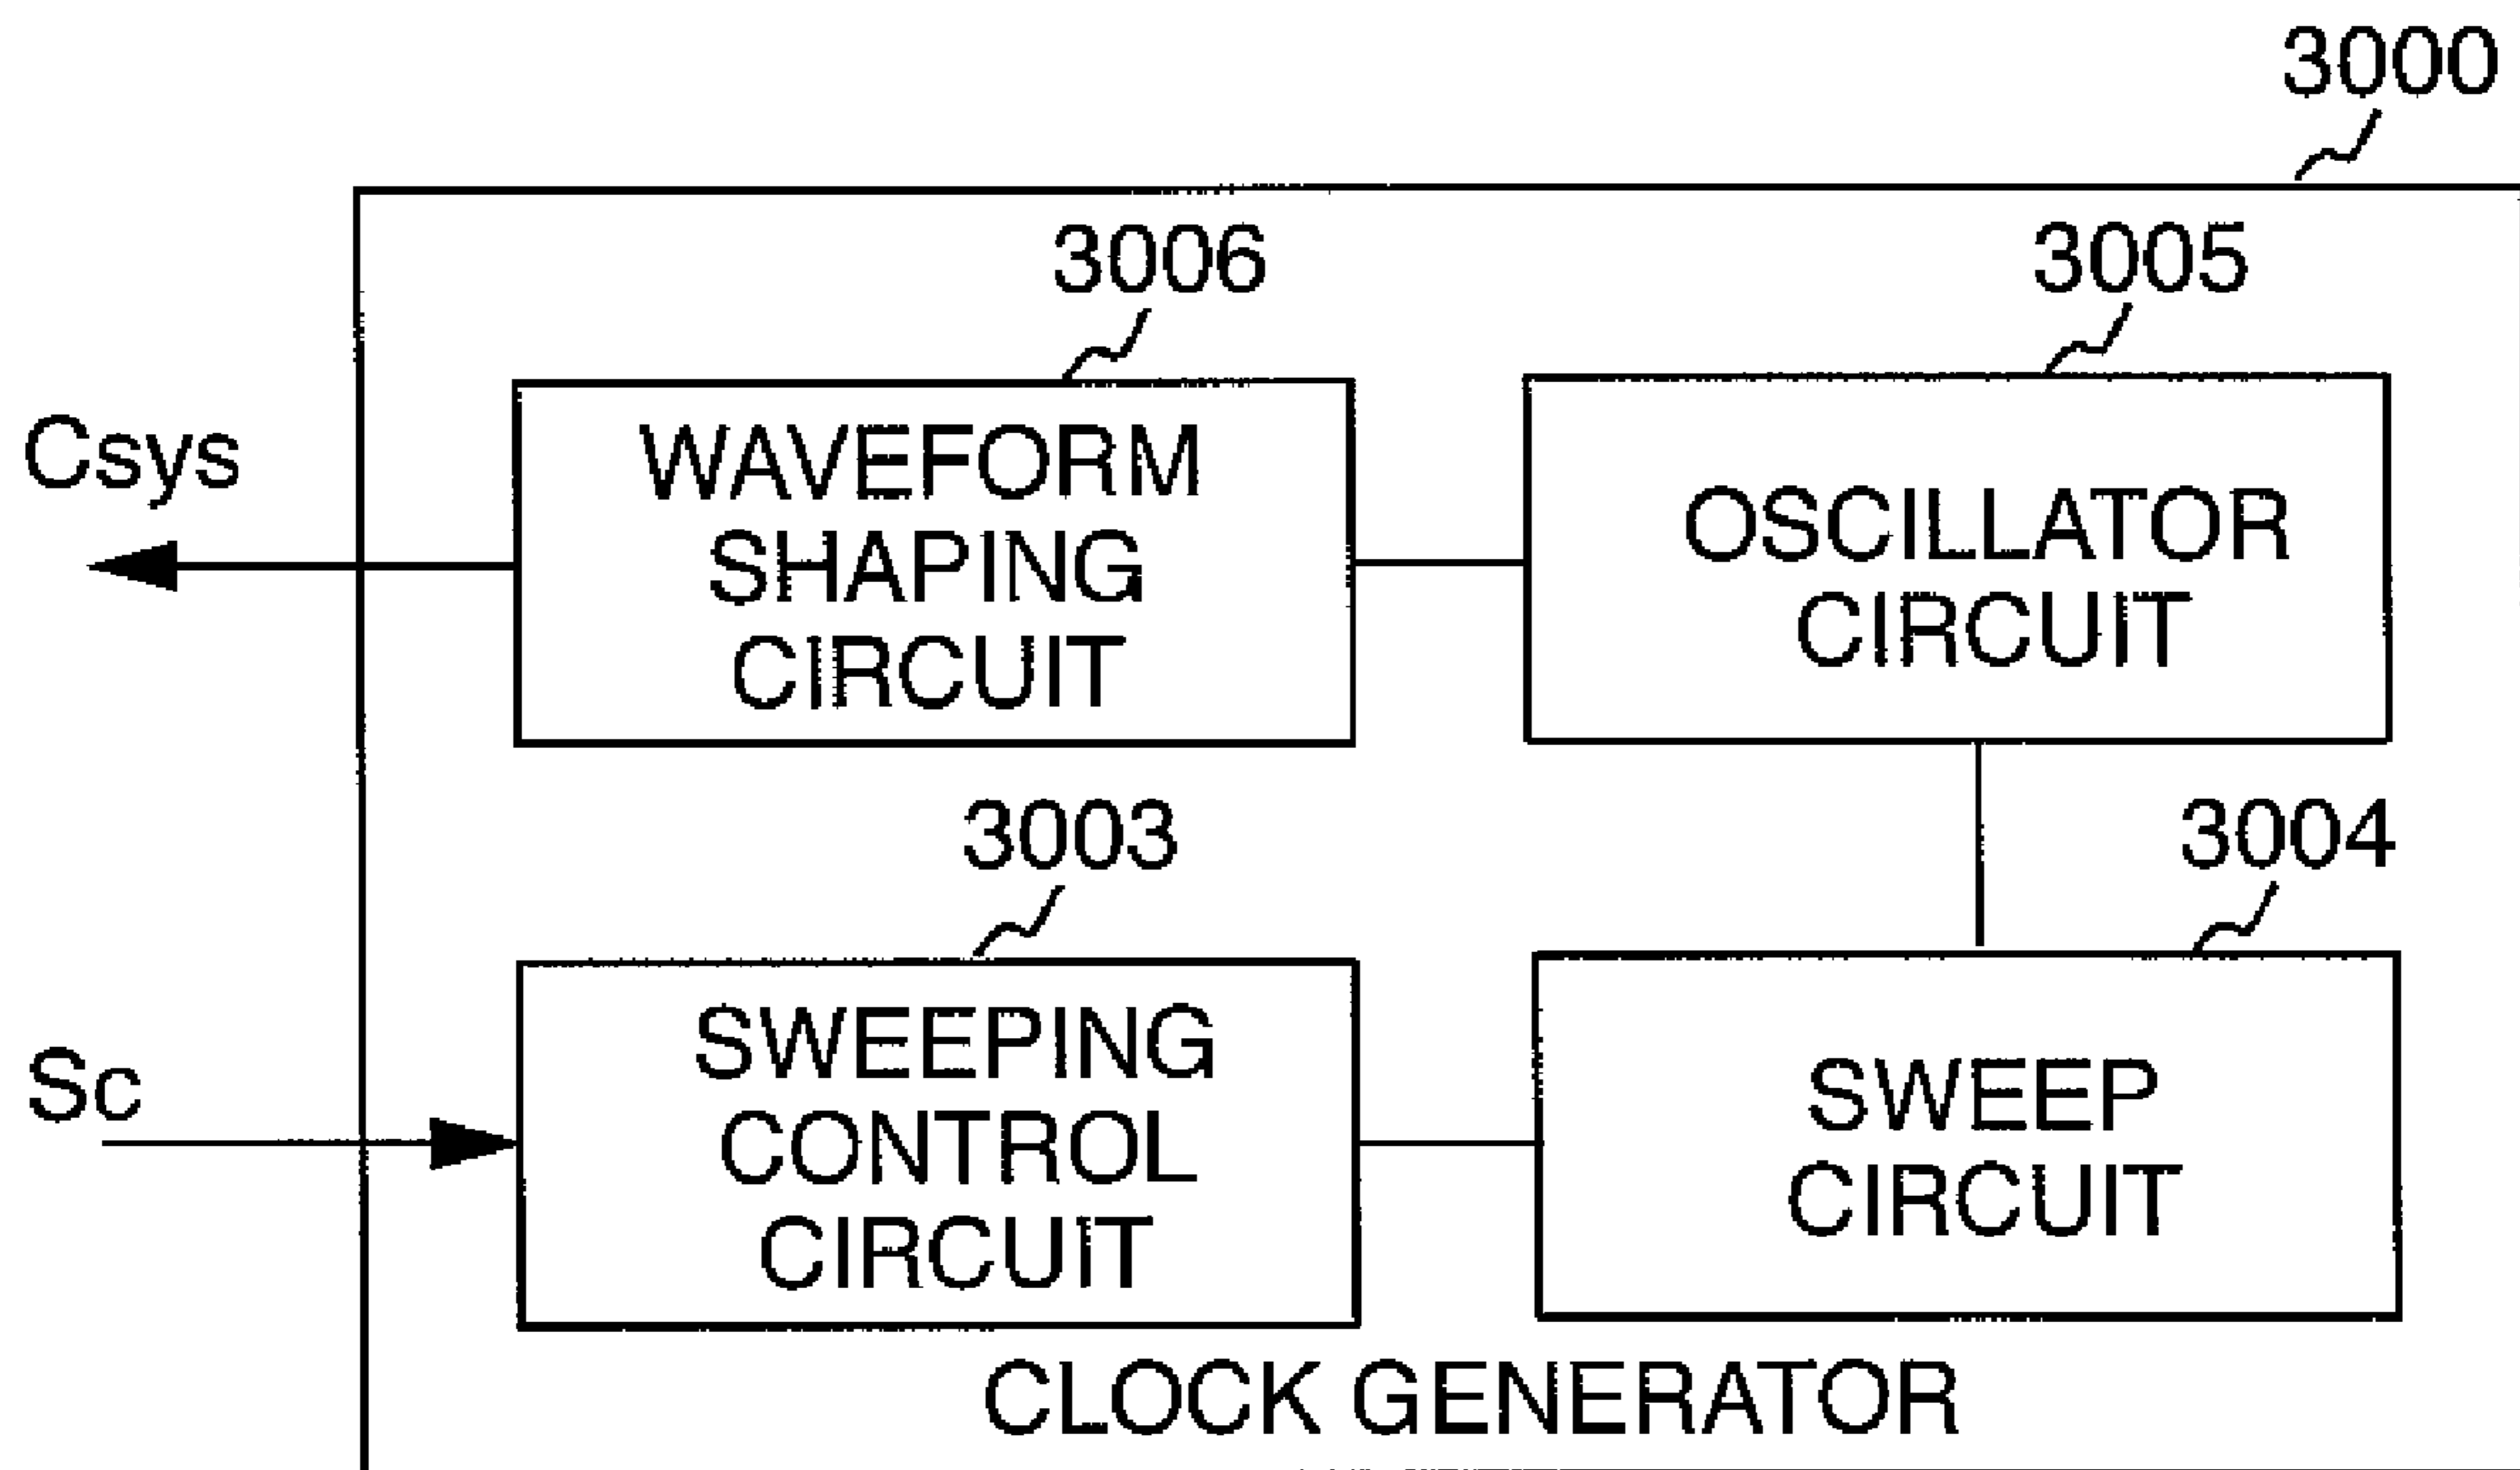 3000
3006
3005
Csys
WAVEFORM
SHAPING
CIRCUIT
OSCILLATOR
CIRCUIT
3003
3004
Sc
SWEEPING
CONTROL
CIRCUIT
SWEEP
CIRCUIT
CLOCK GENERATOR